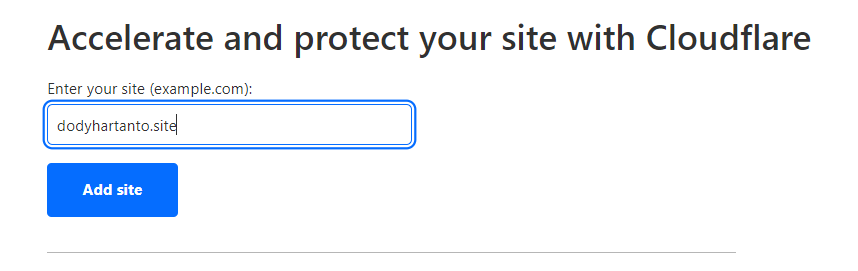 Accelerate and protect your site with Cloudflare
Enter your site (example.com):
dodyhartanto.site
Add site